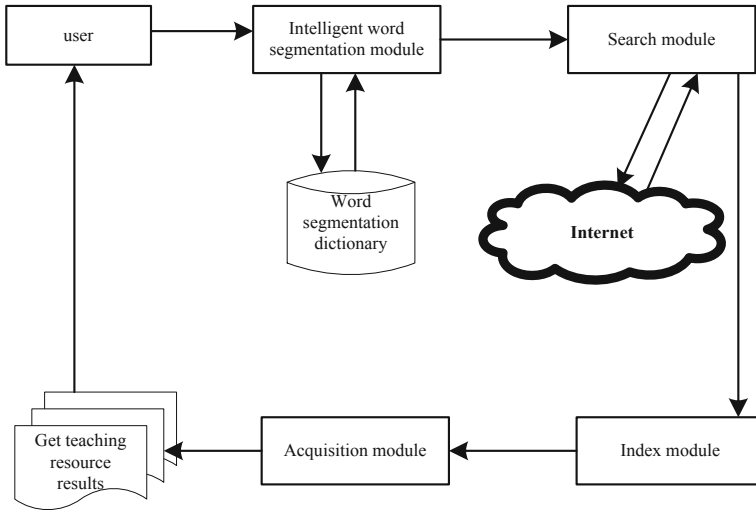 user
Intelligent word
segmentation module
Search module
Word
segmentation
dictionary
Internet
Get teaching
resource
results
Acquisition module
Index module